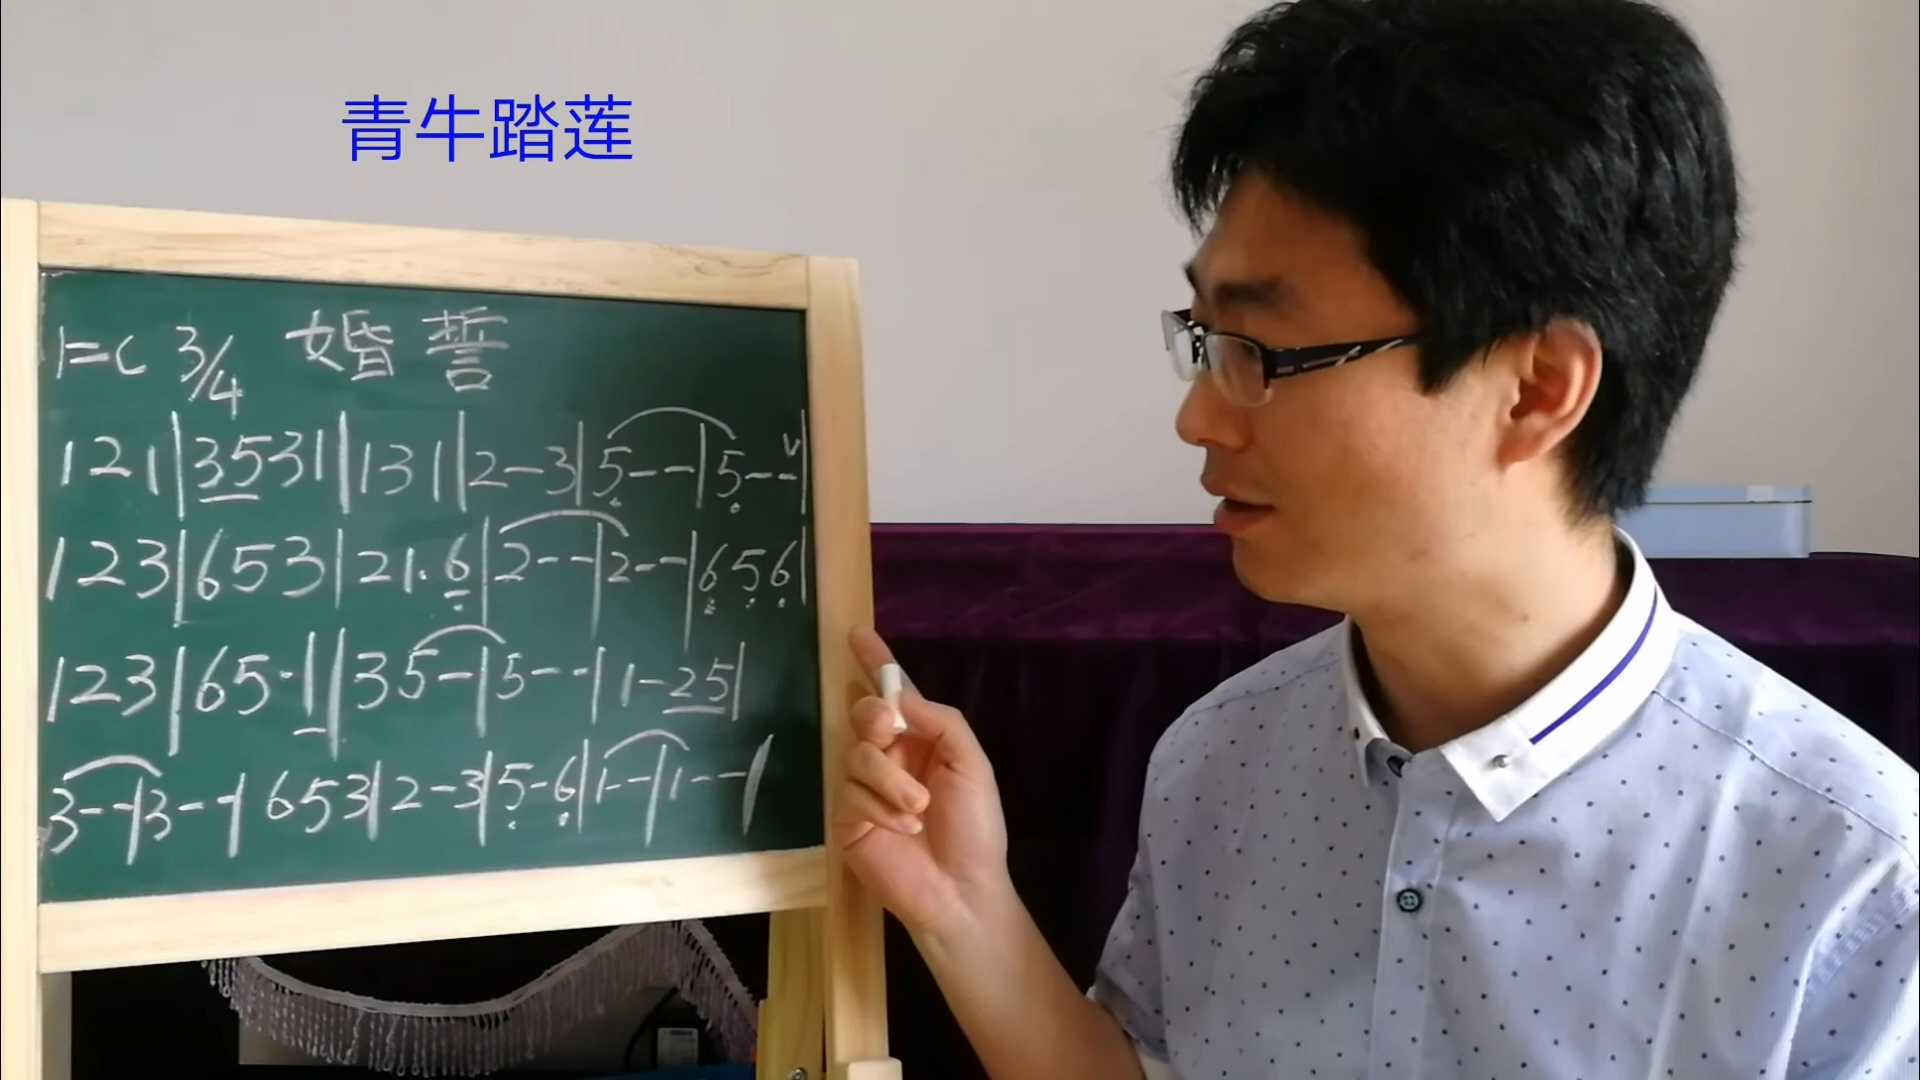 青牛踏莲
1=C 3/4 婚誓
1 2 1 | 3 5 3 1 | 1 3 1 | 2 - 3 | 5 - - | 5 - - V |
1 2 3 | 6 5 3 | 2 1 . 6 | 2 - - | 2 - - | 6 5 6 |
1 2 3 | 6 5 · 1 | 3 5 - | 5 - - | 1 - 2 5 |
3 - - | 3 - - | 6 5 3 | 2 - 3 | 5 - 6 | 1 - - | 1 - - |